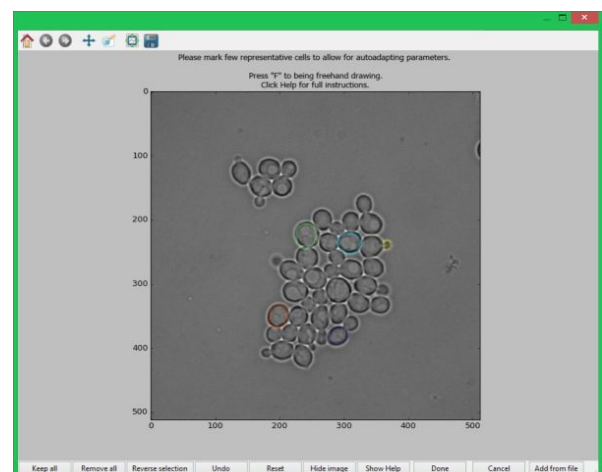 Please mark few representative cells to allow for autoadapting parameters.
Press "F" to being freehand drawing.
Click Help for full instructions.
0
100
200
300
400
500
0 100 200 300 400 500
Keep all Remove all Reverse selection Undo Reset Hide image Show Help Done Cancel Add from file